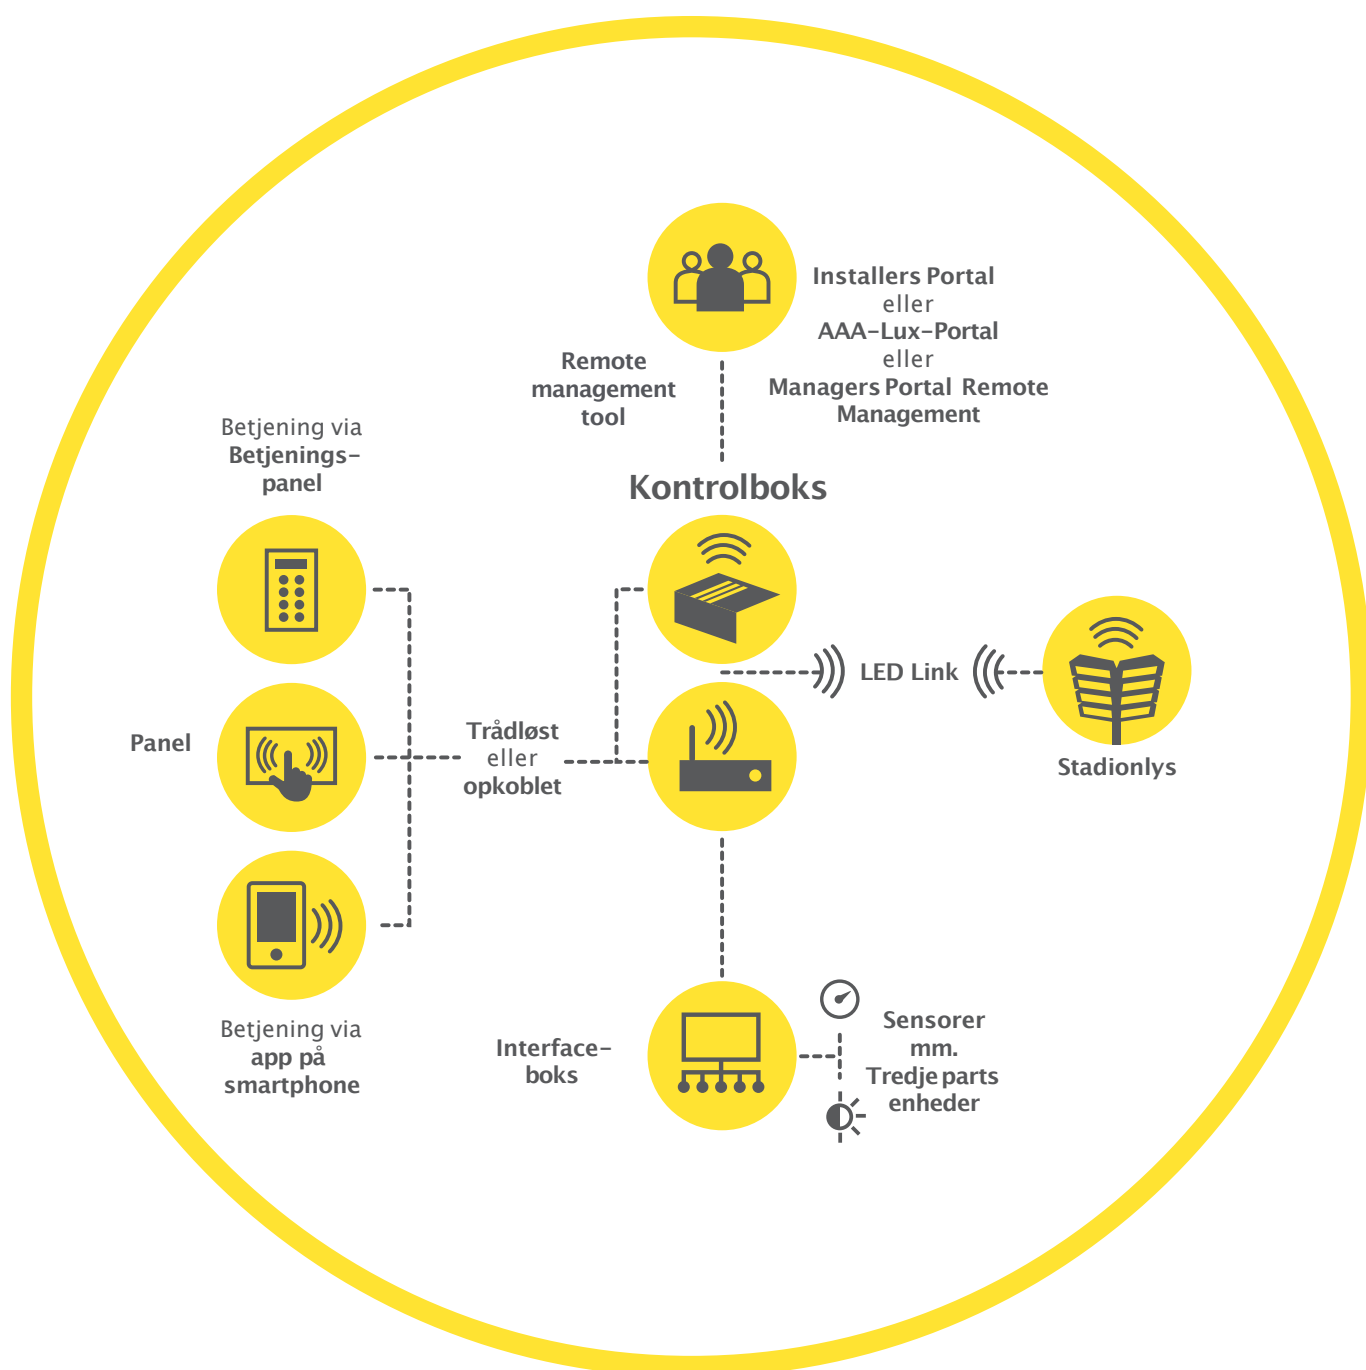 Installers Portal
eller
AAA-Lux-Portal
eller
Managers Portal Remote
Management
Remote
management
tool
Betjening via
Betjenings-
panel
Kontrolboks
Panel
Trådløst
eller
opkoblet
LED Link
Stadionlys
Betjening via
app på
smartphone
Interface-
boks
Sensorer
mm.
Tredje parts
enheder